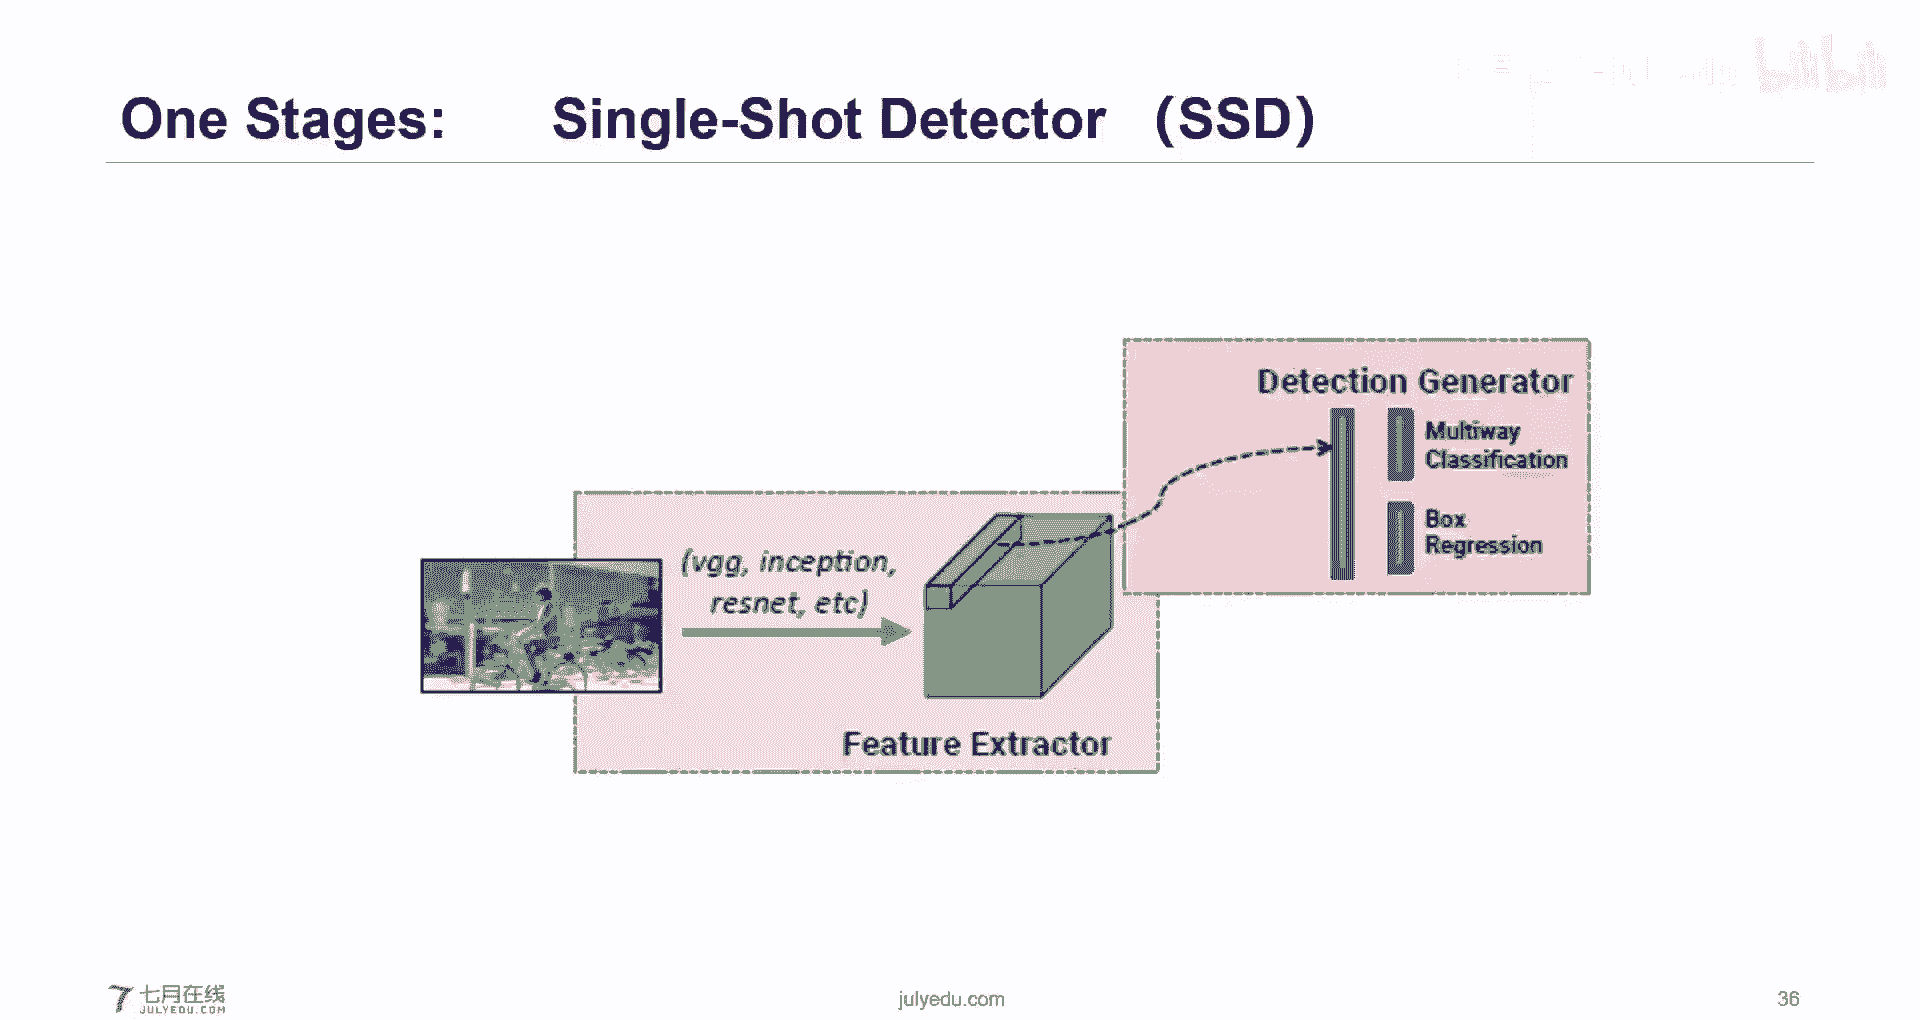 One Stages: Single-Shot Detector （SSD）
Detection Generator
Multiway
Classification
Box
Regression
(vgg, inception,
resnet, etc)
Feature Extractor
七月在线
JULYEDU.COM
julyedu.com
36
bilibili